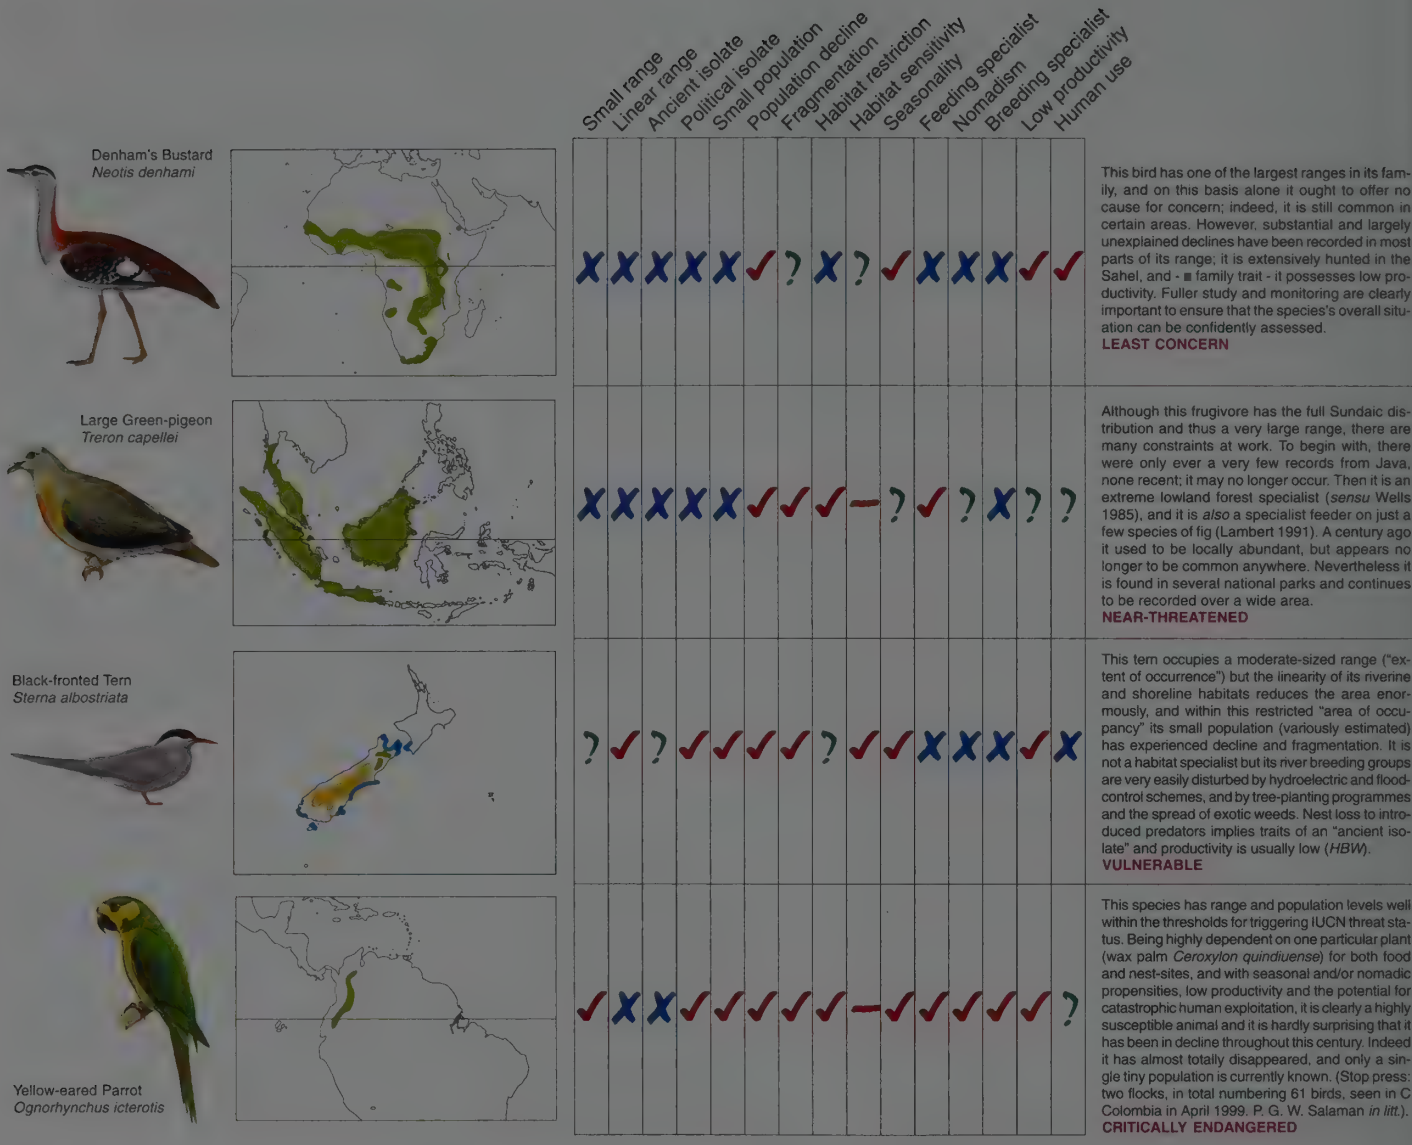 Small range
Linear range
Ancient isolate
Political isolate
Small population
Population decline
Fragmentation
Habitat restriction
Habitat sensitivity
Seasonality
Feeding specialist
Nomadism
Breeding specialist
Low productivity
Human use
Denham's Bustard
Neotis denhami
X X X X X ✓ ? X ? ✓ X X X ✓ ✓
This bird has one of the largest ranges in its fam-
ily, and on this basis alone it ought to offer no
cause for concern; indeed, it is still common in
certain areas. However, substantial and largely
unexplained declines have been recorded in most
parts of its range; it is extensively hunted in the
Sahel, and - ■ family trait - it possesses low pro-
ductivity. Fuller study and monitoring are clearly
important to ensure that the species's overall situ-
ation can be confidently assessed.
LEAST CONCERN
Large Green-pigeon
Treron capellei
X X X X X ✓ ✓ ✓ – ? ✓ ? X ? ?
Although this frugivore has the full Sundaic dis-
tribution and thus a very large range, there are
many constraints at work. To begin with, there
were only ever a very few records from Java,
none recent; it may no longer occur. Then it is an
extreme lowland forest specialist (sensu Wells
1985), and it is also a specialist feeder on just a
few species of fig (Lambert 1991). A century ago
it used to be locally abundant, but appears no
longer to be common anywhere. Nevertheless it
is found in several national parks and continues
to be recorded over a wide area.
NEAR-THREATENED
Black-fronted Tern
Sterna albostriata
? ✓ ? ✓ ✓ ✓ ✓ ? ✓ ✓ X X X ✓ X
This tern occupies a moderate-sized range ("ex-
tent of occurrence") but the linearity of its riverine
and shoreline habitats reduces the area enor-
mously, and within this restricted "area of occu-
pancy" its small population (variously estimated)
has experienced decline and fragmentation. It is
not a habitat specialist but its river breeding groups
are very easily disturbed by hydroelectric and flood-
control schemes, and by tree-planting programmes
and the spread of exotic weeds. Nest loss to intro-
duced predators implies traits of an "ancient iso-
late" and productivity is usually low (HBW).
VULNERABLE
Yellow-eared Parrot
Ognorhynchus icterotis
✓ X X ✓ ✓ ✓ ✓ ✓ – ✓ ✓ ✓ ✓ ✓ ?
This species has range and population levels well
within the thresholds for triggering IUCN threat sta-
tus. Being highly dependent on one particular plant
(wax palm Ceroxylon quindiuense) for both food
and nest-sites, and with seasonal and/or nomadic
propensities, low productivity and the potential for
catastrophic human exploitation, it is clearly a highly
susceptible animal and it is hardly surprising that it
has been in decline throughout this century. Indeed
it has almost totally disappeared, and only a sin-
gle tiny population is currently known. (Stop press:
two flocks, in total numbering 61 birds, seen in C
Colombia in April 1999. P. G. W. Salaman in litt.).
CRITICALLY ENDANGERED